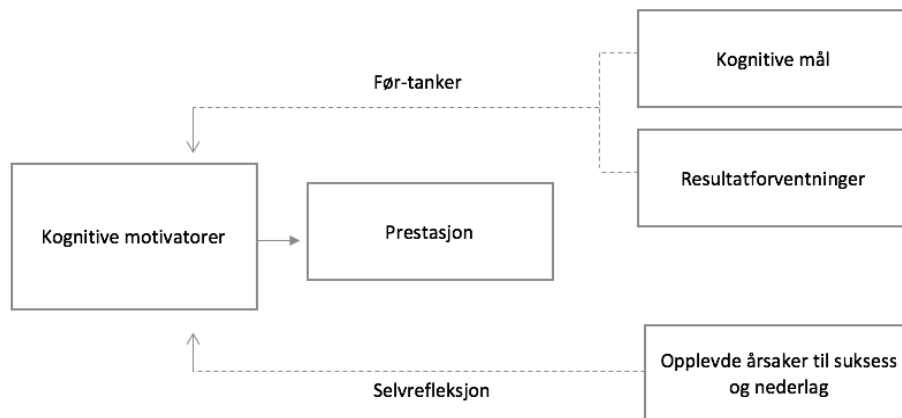 Kognitive mål
Før-tanker
Resultatforventninger
Kognitive motivatorer
Prestasjon
Opplevde årsaker til suksess
og nederlag
Selvrefleksjon